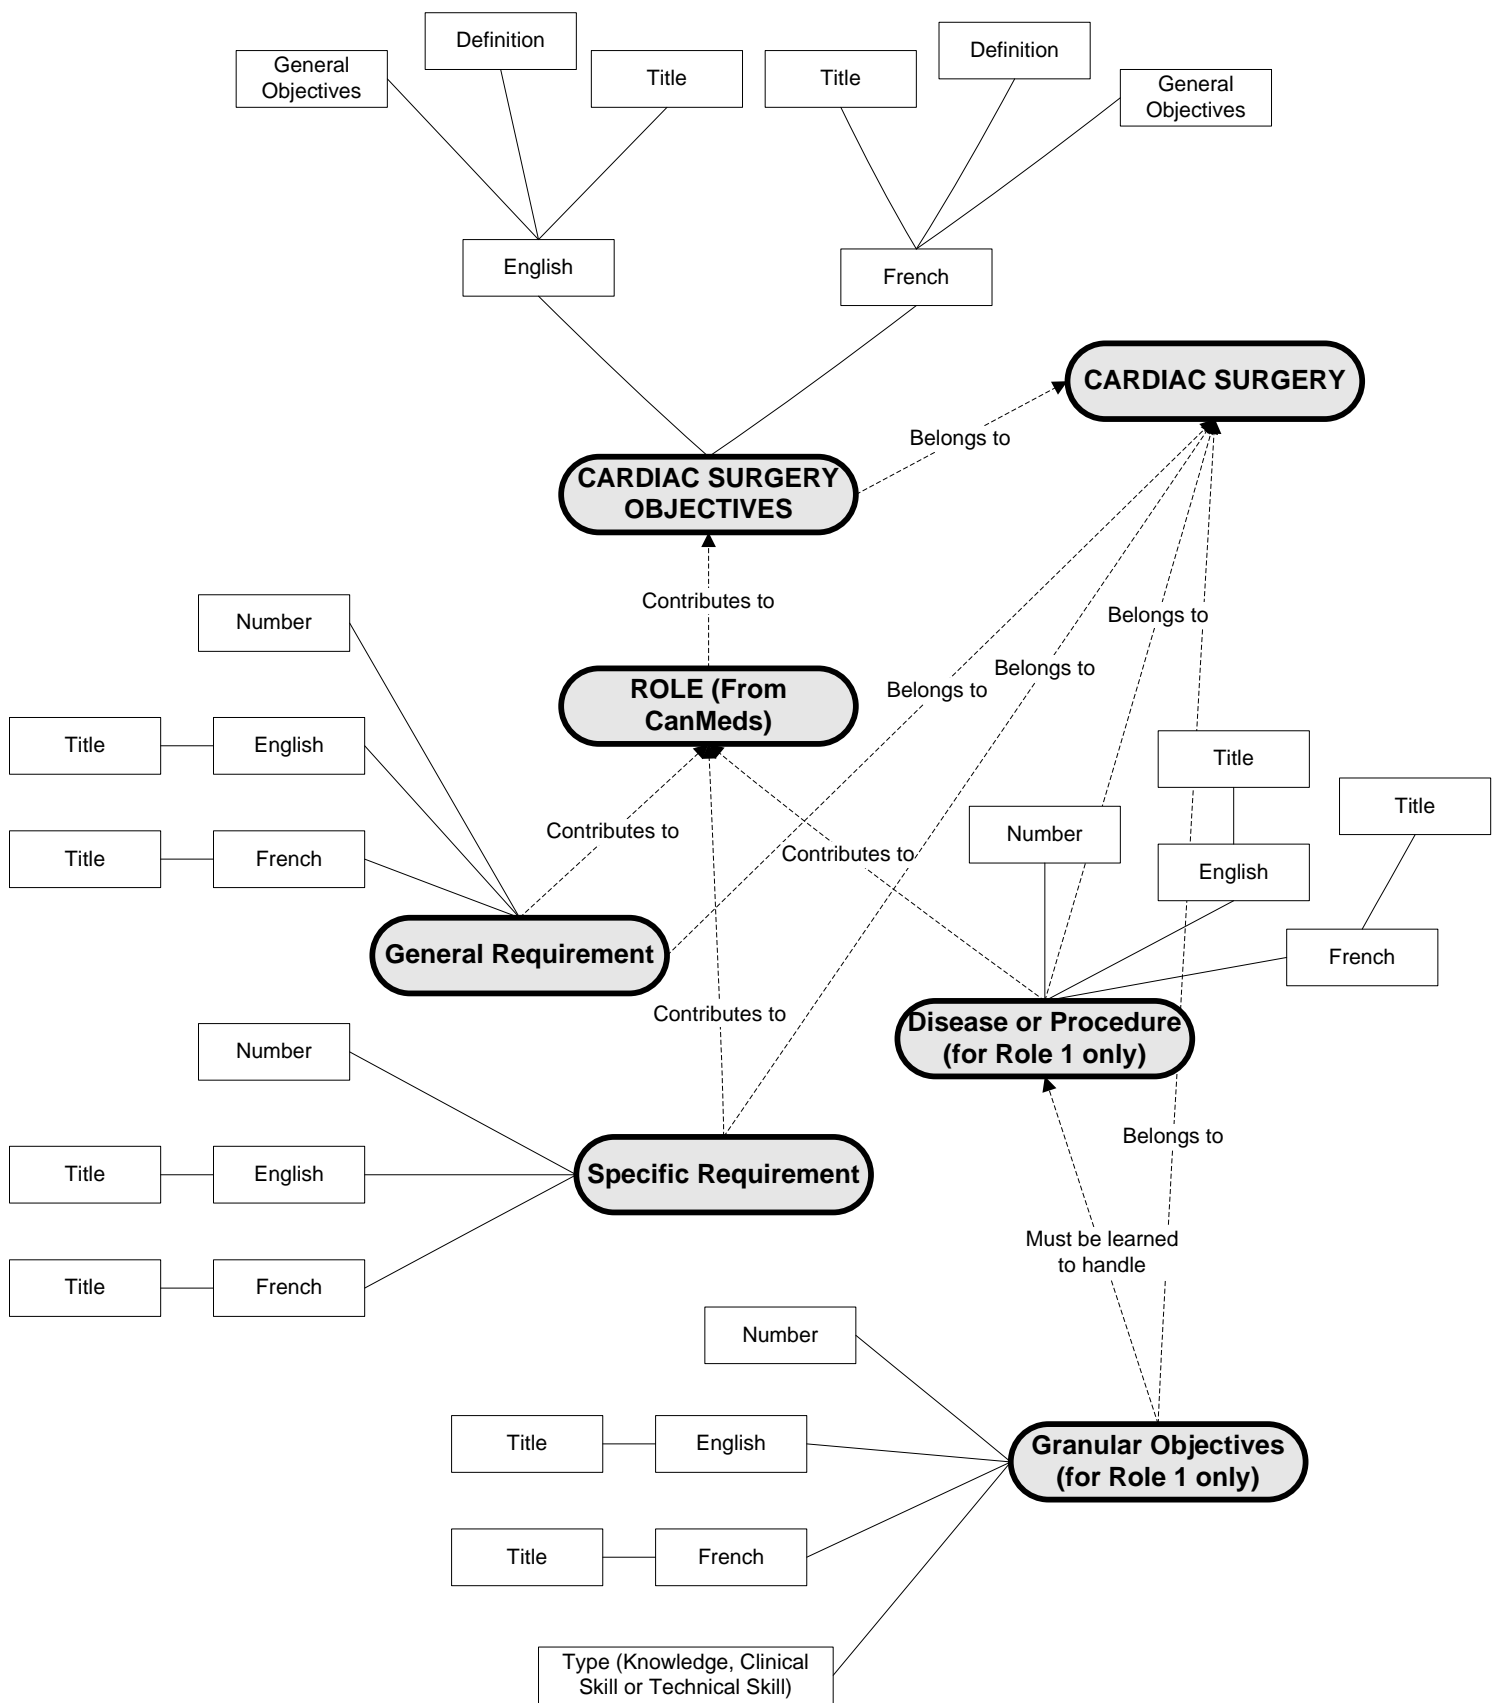 Definition
General
Objectives
Title
Title
Definition
General
Objectives
English
French
CARDIAC SURGERY
Belongs to
CARDIAC SURGERY
OBJECTIVES
Contributes to
Number
Belongs to
Belongs to
ROLE (From
CanMeds)
Belongs to
Title
English
Title
Title
Number
Contributes to
Title
French
Contributes to
English
General Requirement
French
Contributes to
Disease or Procedure
(for Role 1 only)
Number
Belongs to
Title
English
Specific Requirement
Must be learned
to handle
Title
French
Number
Title
English
Granular Objectives
(for Role 1 only)
Title
French
Type (Knowledge, Clinical
Skill or Technical Skill)